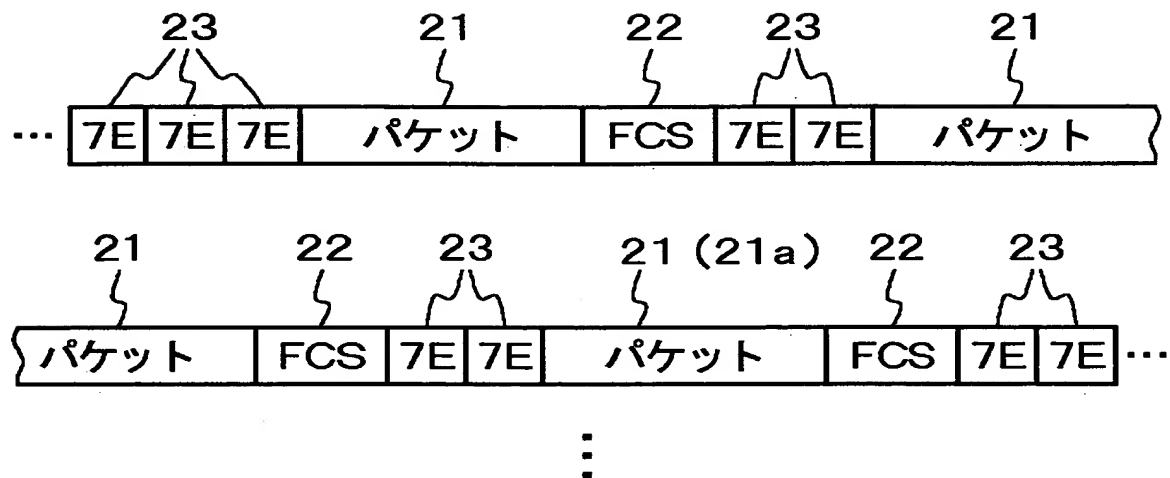 23 21 22 23 21
… 7E 7E 7E パケット FCS 7E 7E パケット
21 22 23 21 (21a) 22 23
パケット FCS 7E 7E パケット FCS 7E 7E …
⋮